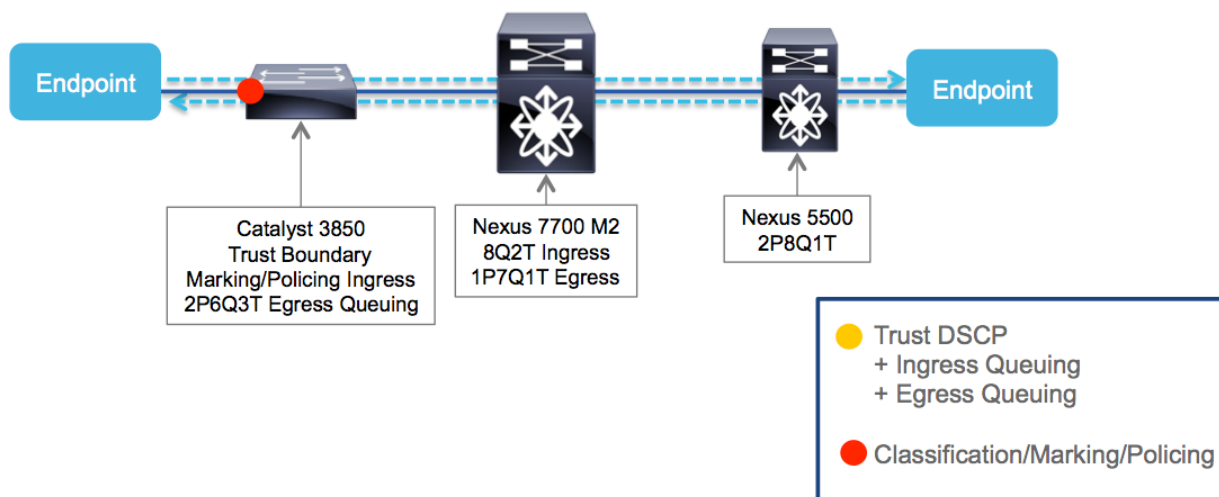 Endpoint
Endpoint
Catalyst 3850
Trust Boundary
Marking/Policing Ingress
2P6Q3T Egress Queuing
Nexus 7700 M2
8Q2T Ingress
1P7Q1T Egress
Nexus 5500
2P8Q1T
Trust DSCP
+ Ingress Queuing
+ Egress Queuing
Classification/Marking/Policing